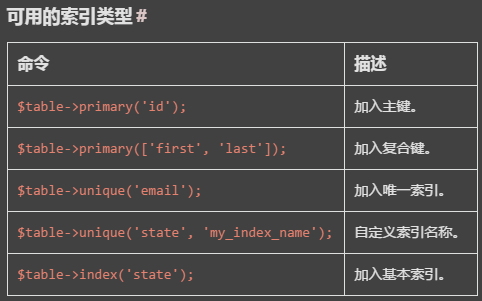 可用的索引类型#
命令 描述
$table->primary('id'); 加入主键。
$table->primary(['first', 'last']); 加入复合键。
$table->unique('email'); 加入唯一索引。
$table->unique('state', 'my_index_name'); 自定义索引名称。
$table->index('state'); 加入基本索引。